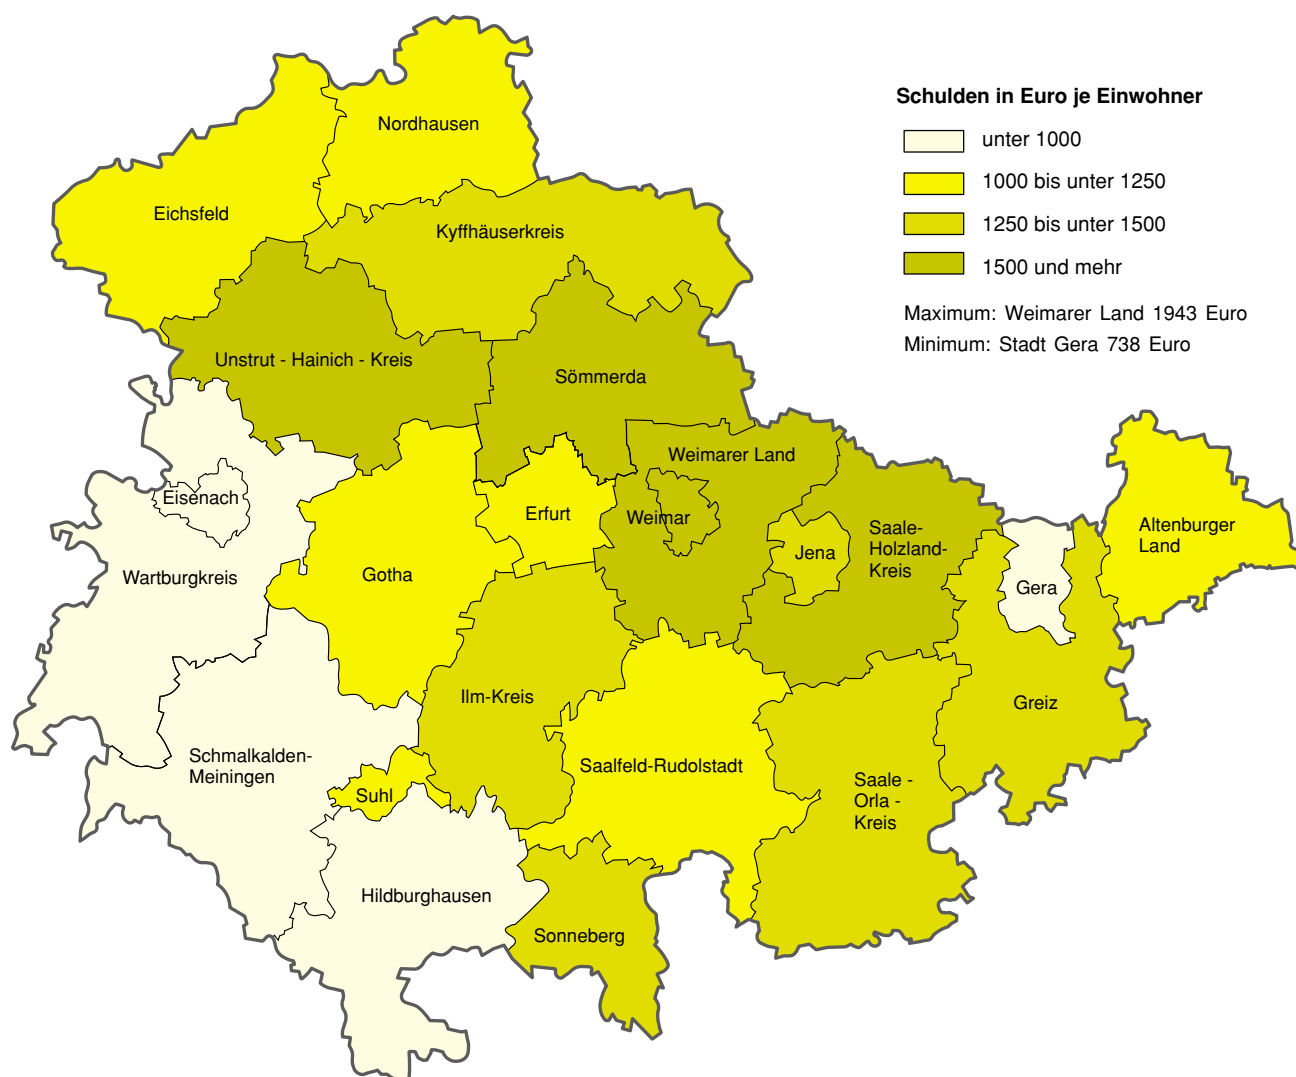 Schulden in Euro je Einwohner
unter 1000
1000 bis unter 1250
1250 bis unter 1500
1500 und mehr
Maximum: Weimarer Land 1943 Euro
Minimum: Stadt Gera 738 Euro
Nordhausen
Eichsfeld
Kyffhäuserkreis
Unstrut - Hainich - Kreis
Sömmerda
Weimarer Land
Eisenach
Erfurt
Weimar
Jena
Saale-
Holzland-
Kreis
Altenburger
Land
Wartburgkreis
Gotha
Gera
Ilm-Kreis
Greiz
Schmalkalden-
Meiningen
Suhl
Saalfeld-Rudolstadt
Saale -
Orla -
Kreis
Hildburghausen
Sonneberg